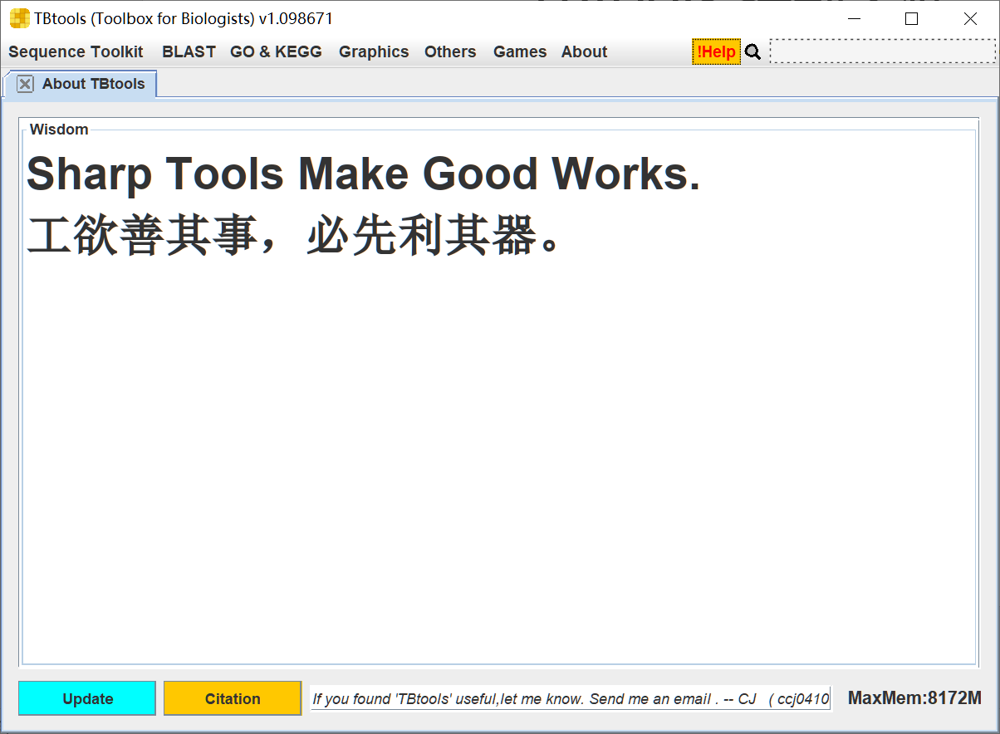 TBtools (Toolbox for Biologists) v1.098671
Sequence Toolkit BLAST GO & KEGG Graphics Others Games About !Help
About TBtools
Wisdom
Sharp Tools Make Good Works.
工欲善其事，必先利其器。
Update Citation If you found 'TBtools' useful,let me know. Send me an email . -- CJ ( ccj0410 MaxMem:8172M